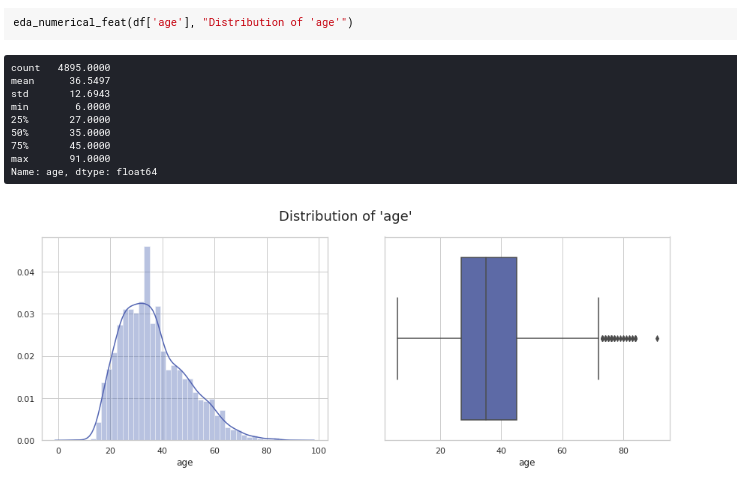 eda_numerical_feat(df['age'], "Distribution of 'age'")
count 4895.0000
mean 36.5497
std 12.6943
min 6.0000
25% 27.0000
50% 35.0000
75% 45.0000
max 91.0000
Name: age, dtype: float64
Distribution of 'age'
0.04
0.03
0.02
0.01
0.00
0 20 40 60 80 100
age
20 40 60 80
age